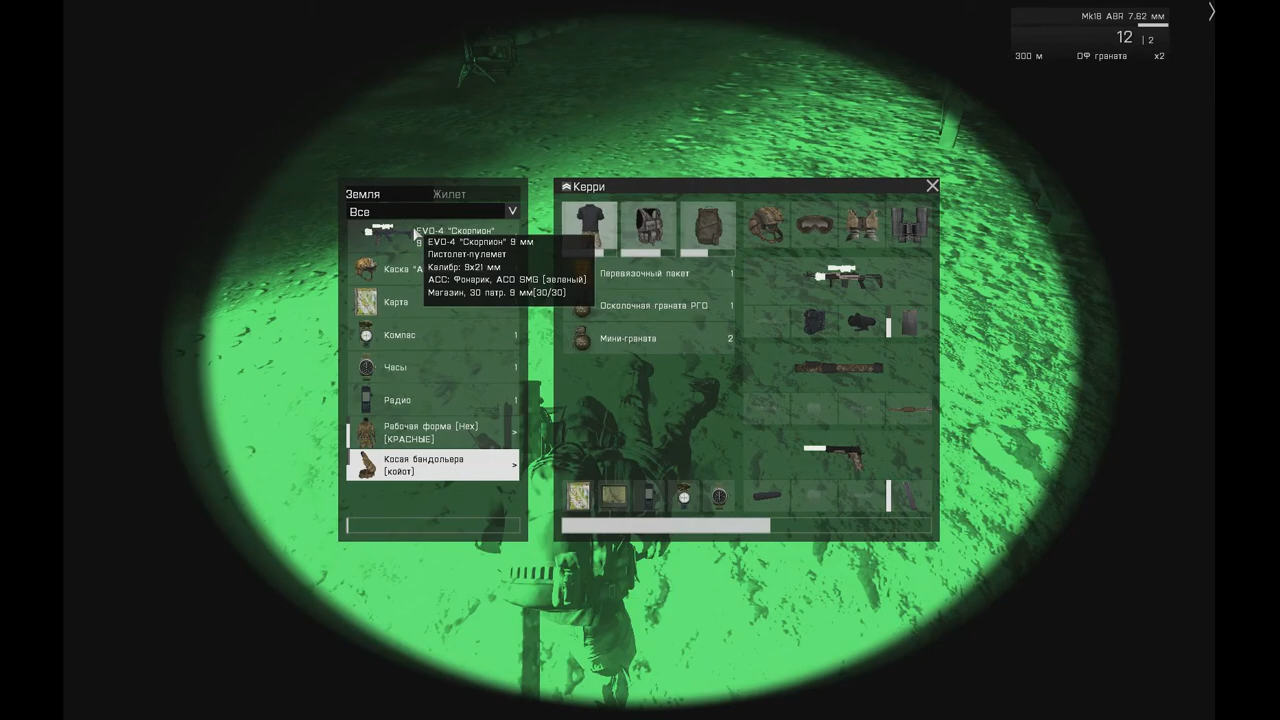 Mk18 ABR 7.62 мм
12 | 2
300 м ОФ граната x2
Земля Жилет
Все
EVO-4 "Скорпион"
9
EVO-4 "Скорпион" 9 мм
Пистолет-пулемет
Калибр: 9x21 мм
АСС: Фонарик, ACO SMG [зеленый]
Магазин, 30 патр. 9 мм[30/30]
Каска "А
Карта
Компас 1
Часы 1
Радио 1
Рабочая форма [Hex]
[КРАСНЫЕ]
Косая бандольера
[койот]
Керри
Перевязочный пакет 1
Осколочная граната РГО 1
Мини-граната 2